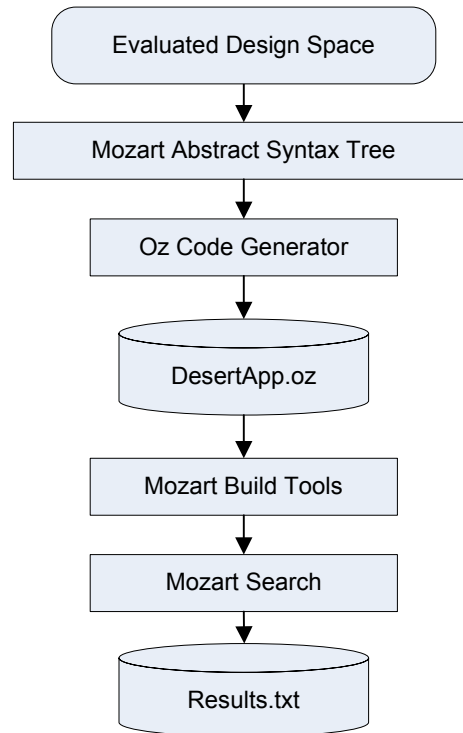 Evaluated Design Space
Mozart Abstract Syntax Tree
Oz Code Generator
DesertApp.oz
Mozart Build Tools
Mozart Search
Results.txt